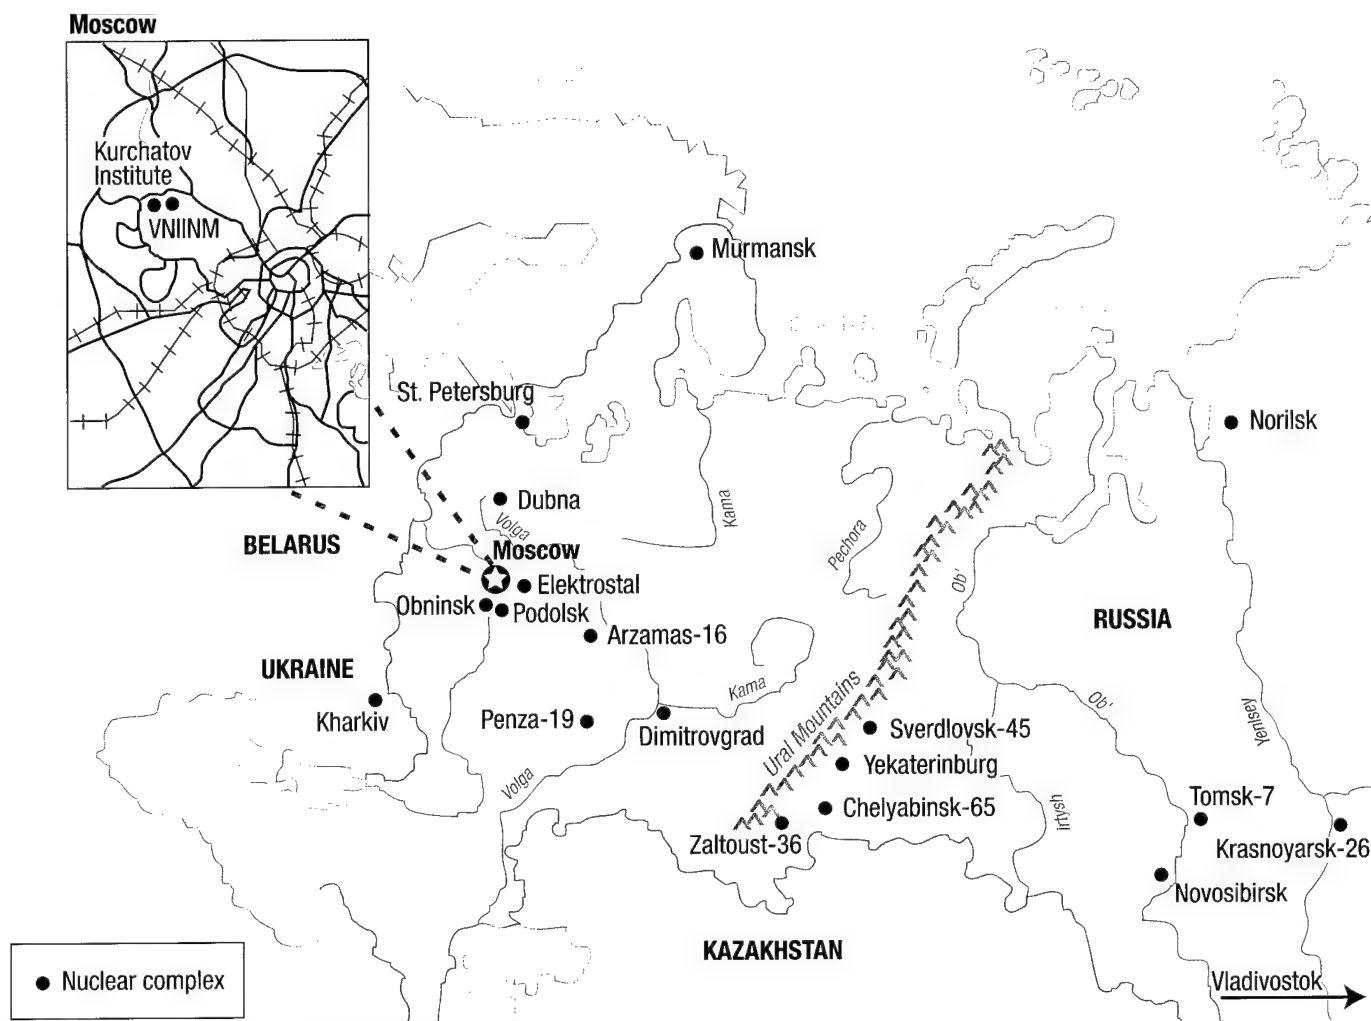 Moscow
Kurchatov
Institute
VNIINM
Murmansk
St. Petersburg
Norilsk
Dubna
Volga
Kama
Pechora
BELARUS
Moscow
Elektrostal
Ob'
Obninsk
Podolsk
RUSSIA
Arzamas-16
UKRAINE
Kama
Ural Mountains
Ob'
Yenisey
Kharkiv
Penza-19
Dimitrovgrad
Sverdlovsk-45
Yekaterinburg
Volga
Chelyabinsk-65
Irtysh
Tomsk-7
Zaltoust-36
Krasnoyarsk-26
Novosibirsk
KAZAKHSTAN
Nuclear complex
Vladivostok